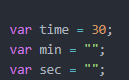 var time = 30;
var min = "";
var sec = "";